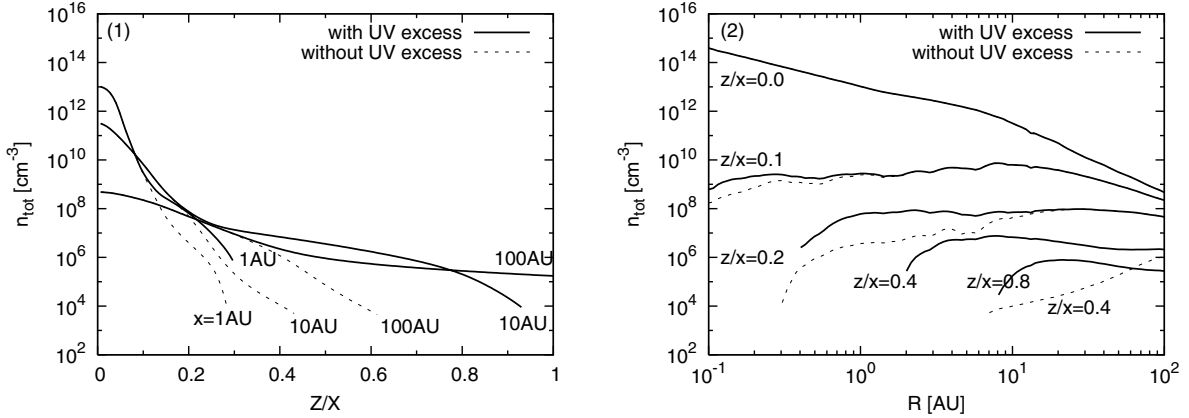 (1)
with UV excess
without UV excess
10^16
10^14
10^12
10^10
10^8
10^6
10^4
10^2
n_tot [cm^-3]
1AU
100AU
x=1AU
10AU
100AU
10AU
0
0.2
0.4
0.6
0.8
1
Z/X
(2)
with UV excess
without UV excess
10^16
10^14
10^12
10^10
10^8
10^6
10^4
10^2
n_tot [cm^-3]
z/x=0.0
z/x=0.1
z/x=0.2
z/x=0.4
z/x=0.8
z/x=0.4
10^-1
10^0
10^1
10^2
R [AU]